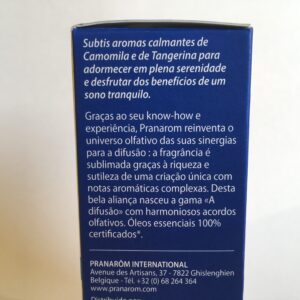 Subtis aromas calmantes de
Camomila e de Tangerina para
adormecer em plena serenidade
e desfrutar dos benefícios de um
sono tranquilo.
Graças ao seu know-how e
experiência, Pranarom reinventa o
universo olfativo das suas sinergias
para a difusão : a fragrância é
sublimada graças à riqueza e
sutileza de uma criação única com
notas aromáticas complexas. Desta
bela aliança nasceu a gama «A
difusão» com harmoniosos acordos
olfativos. Óleos essenciais 100%
certificados*.
PRANARÔM INTERNATIONAL
Avenue des Artisans, 37 - 7822 Ghislenghien
Belgique - Tél. +32 (0) 68 264 364
www.pranarom.com